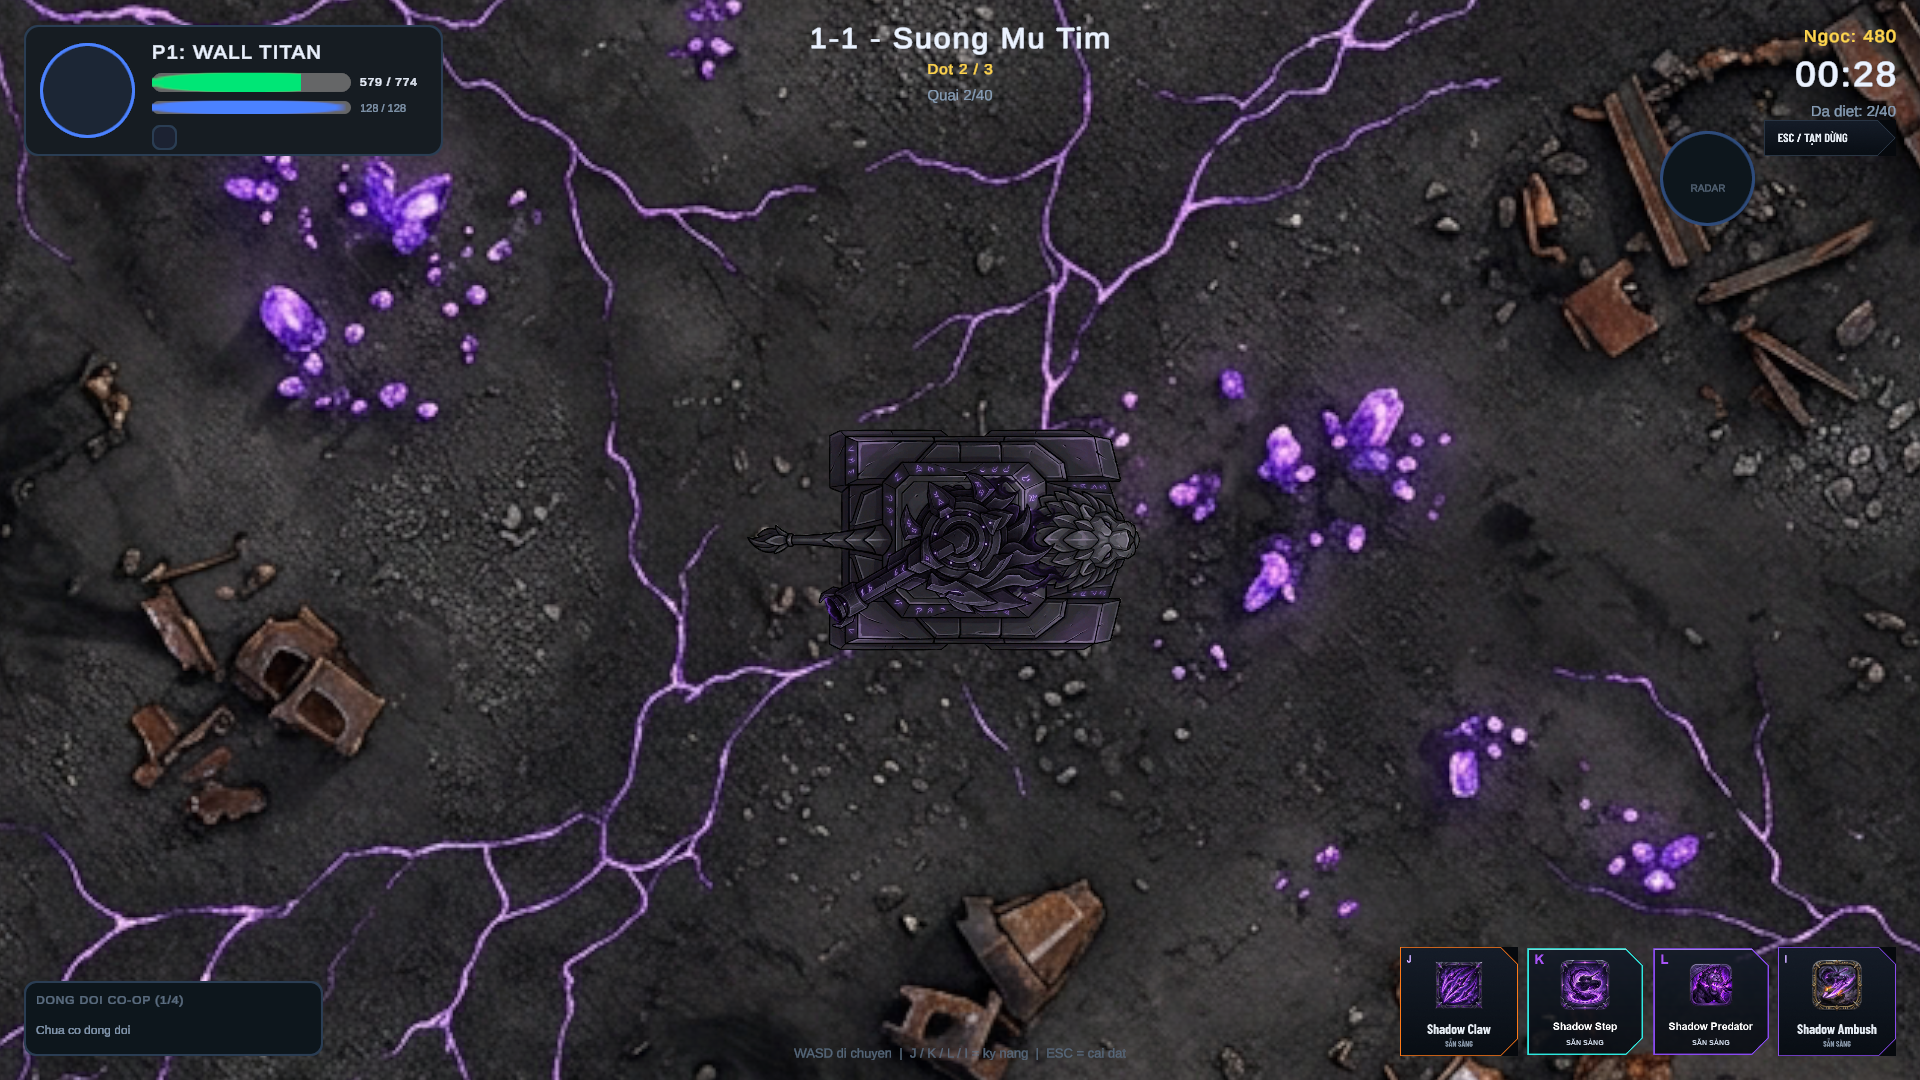 P1: WALL TITAN
579 / 774
128 / 128
1-1 - Suong Mu Tim
Dot 2 / 3
Quai 2/40
Ngoc: 480
00:28
Da diet: 2/40
ESC / TẠM DỪNG
RADAR
DONG DOI CO-OP (1/4)
Chua co dong doi
WASD di chuyen | J / K / L / I = ky nang | ESC = cai dat
J
Shadow Claw
SẴN SÀNG
K
Shadow Step
SẴN SÀNG
L
Shadow Predator
SẴN SÀNG
I
Shadow Ambush
SẴN SÀNG